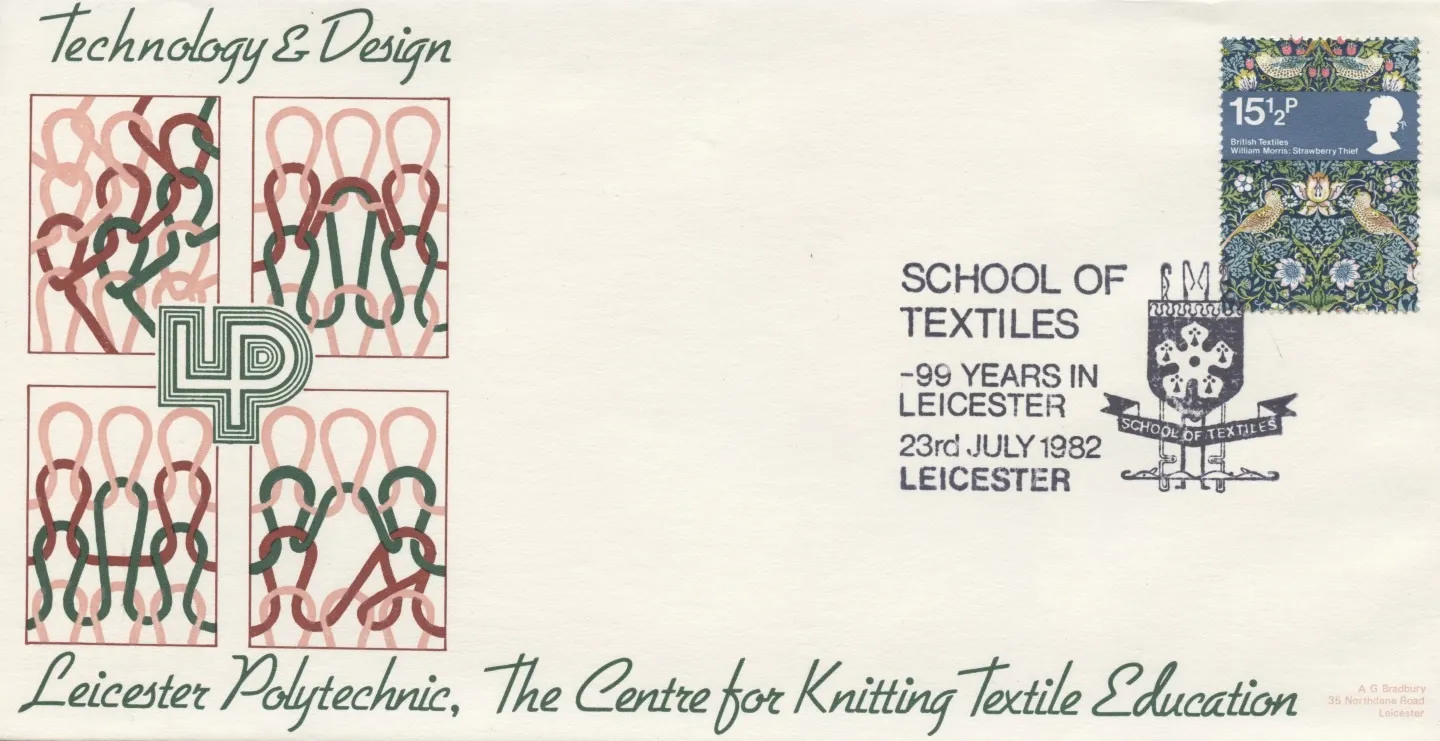 Technology & Design
15½P
British Textiles
William Morris: Strawberry Thief
SCHOOL OF
TEXTILES
-99 YEARS IN
LEICESTER
23rd JULY 1982
LEICESTER
SCHOOL OF TEXTILES
LP
Leicester Polytechnic, The Centre for Knitting Textile Education
A G Bradbury
35 Northdene Road
Leicester